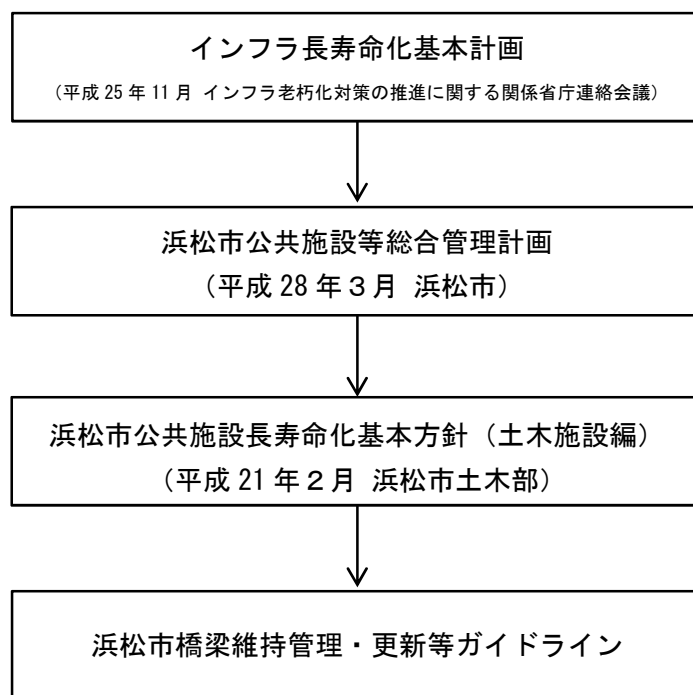 インフラ長寿命化基本計画
(平成 25 年 11 月 インフラ老朽化対策の推進に関する関係省庁連絡会議)
浜松市公共施設等総合管理計画
(平成 28 年３月 浜松市)
浜松市公共施設長寿命化基本方針（土木施設編）
(平成 21 年２月 浜松市土木部)
浜松市橋梁維持管理・更新等ガイドライン